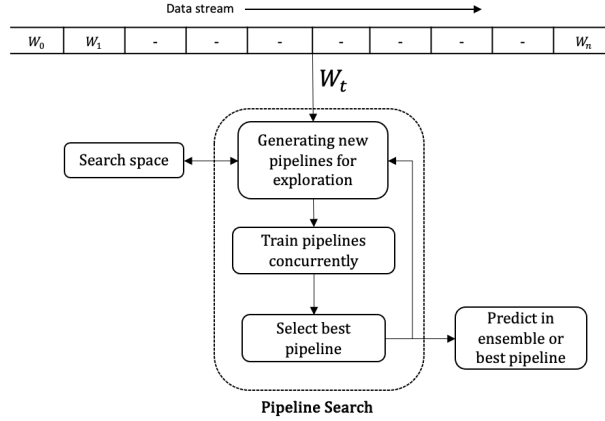 Data stream
W₀ W₁ - - - - - - - Wₙ
Wₜ
Generating new
pipelines for
exploration
Search space
Train pipelines
concurrently
Select best
pipeline
Predict in
ensemble or
best pipeline
Pipeline Search